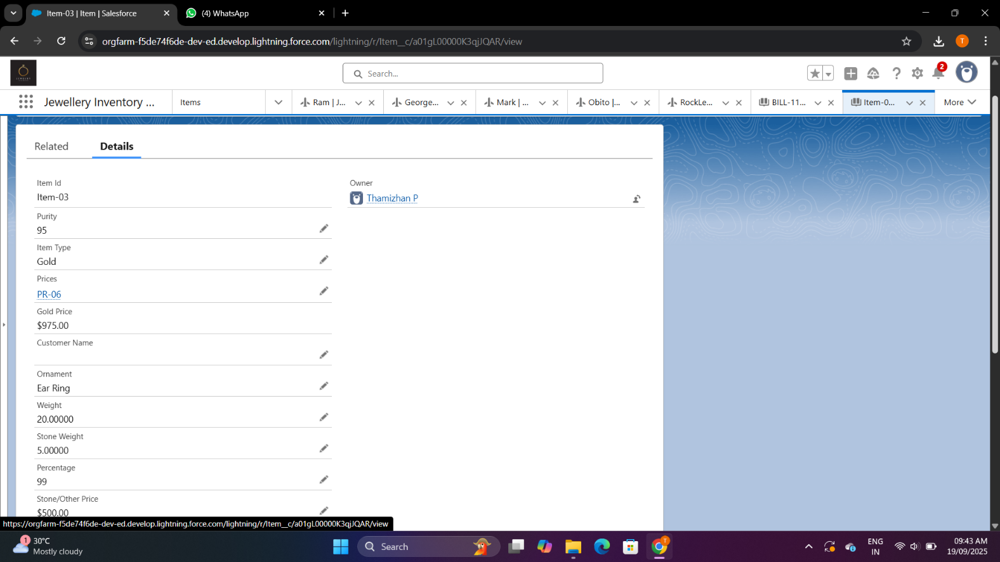 Item-03 | Item | Salesforce
(4) WhatsApp
orgfarm-f5de74f6de-dev-ed.develop.lightning.force.com/lightning/r/Item__c/a01gL00000K3qjJQAR/view
T
JEWELRY
Search...
2
Jewellery Inventory ...
Items
Ram | J...
George...
Mark | ...
Obito |...
RockLe...
BILL-11...
Item-0...
More
Related
Details
Item Id
Item-03
Owner
Thamizhan P
Purity
95
Item Type
Gold
Prices
PR-06
Gold Price
$975.00
Customer Name
Ornament
Ear Ring
Weight
20.00000
Stone Weight
5.00000
Percentage
99
Stone/Other Price
$500.00
https://orgfarm-f5de74f6de-dev-ed.develop.lightning.force.com/lightning/r/Item__c/a01gL00000K3qjJQAR/view
1
30°C
Mostly cloudy
Search
T
ENG
IN
09:43 AM
19/09/2025